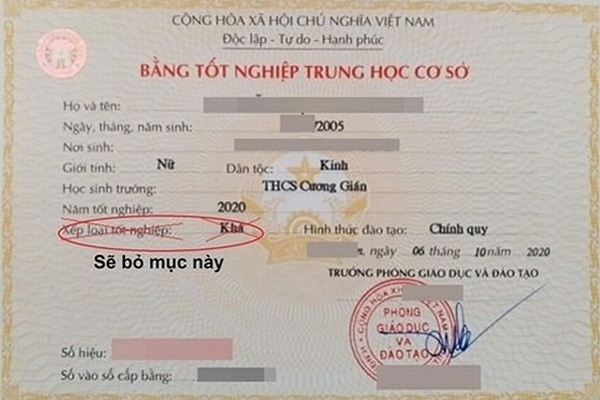 CỘNG HÒA XÃ HỘI CHỦ NGHĨA VIỆT NAM
Độc lập - Tự do - Hạnh phúc
BẰNG TỐT NGHIỆP TRUNG HỌC CƠ SỞ
Họ và tên:
Ngày, tháng, năm sinh: /2005
Nơi sinh:
Giới tính: Nữ Dân tộc: Kinh
Học sinh trường: THCS Cương Gián
Năm tốt nghiệp: 2020
Xếp loại tốt nghiệp: Khá Hình thức đào tạo: Chính quy
Sẽ bỏ mục này
, ngày 06 tháng 10 năm 2020
TRƯỞNG PHÒNG GIÁO DỤC VÀ ĐÀO TẠO
PHÒNG
GIÁO DỤC
VÀ
ĐÀO TẠO
Số hiệu:
Số vào sổ cấp bằng: